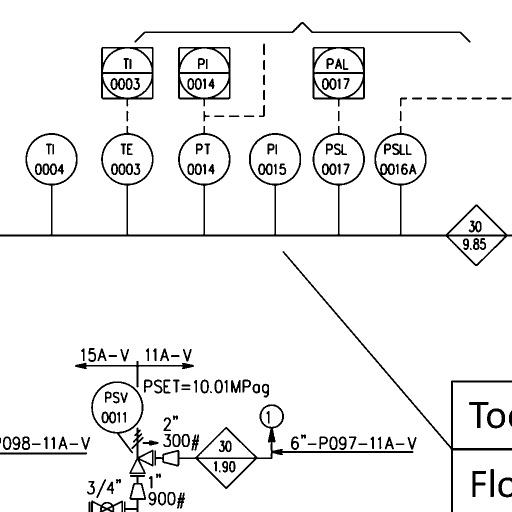 TI
0003
PI
0014
PAL
0017
TI
0004
TE
0003
PT
0014
PI
0015
PSL
0017
PSLL
0016A
30
9.85
15A-V
11A-V
PSV
0011
PSET=10.01MPag
2"
300#
30
1.90
1
6"-P097-11A-V
P098-11A-V
1"
900#
3/4"
Flo